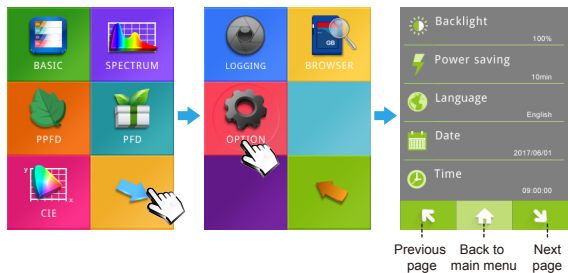 BASIC
SPECTRUM
PPFD
PFD
y
x
CIE
LOGGING
GB
BROWSER
OPTION
Backlight
100%
Power saving
10min
Language
English
Date
2017/06/01
Time
09:00:00
Previous page
Back to main menu
Next page